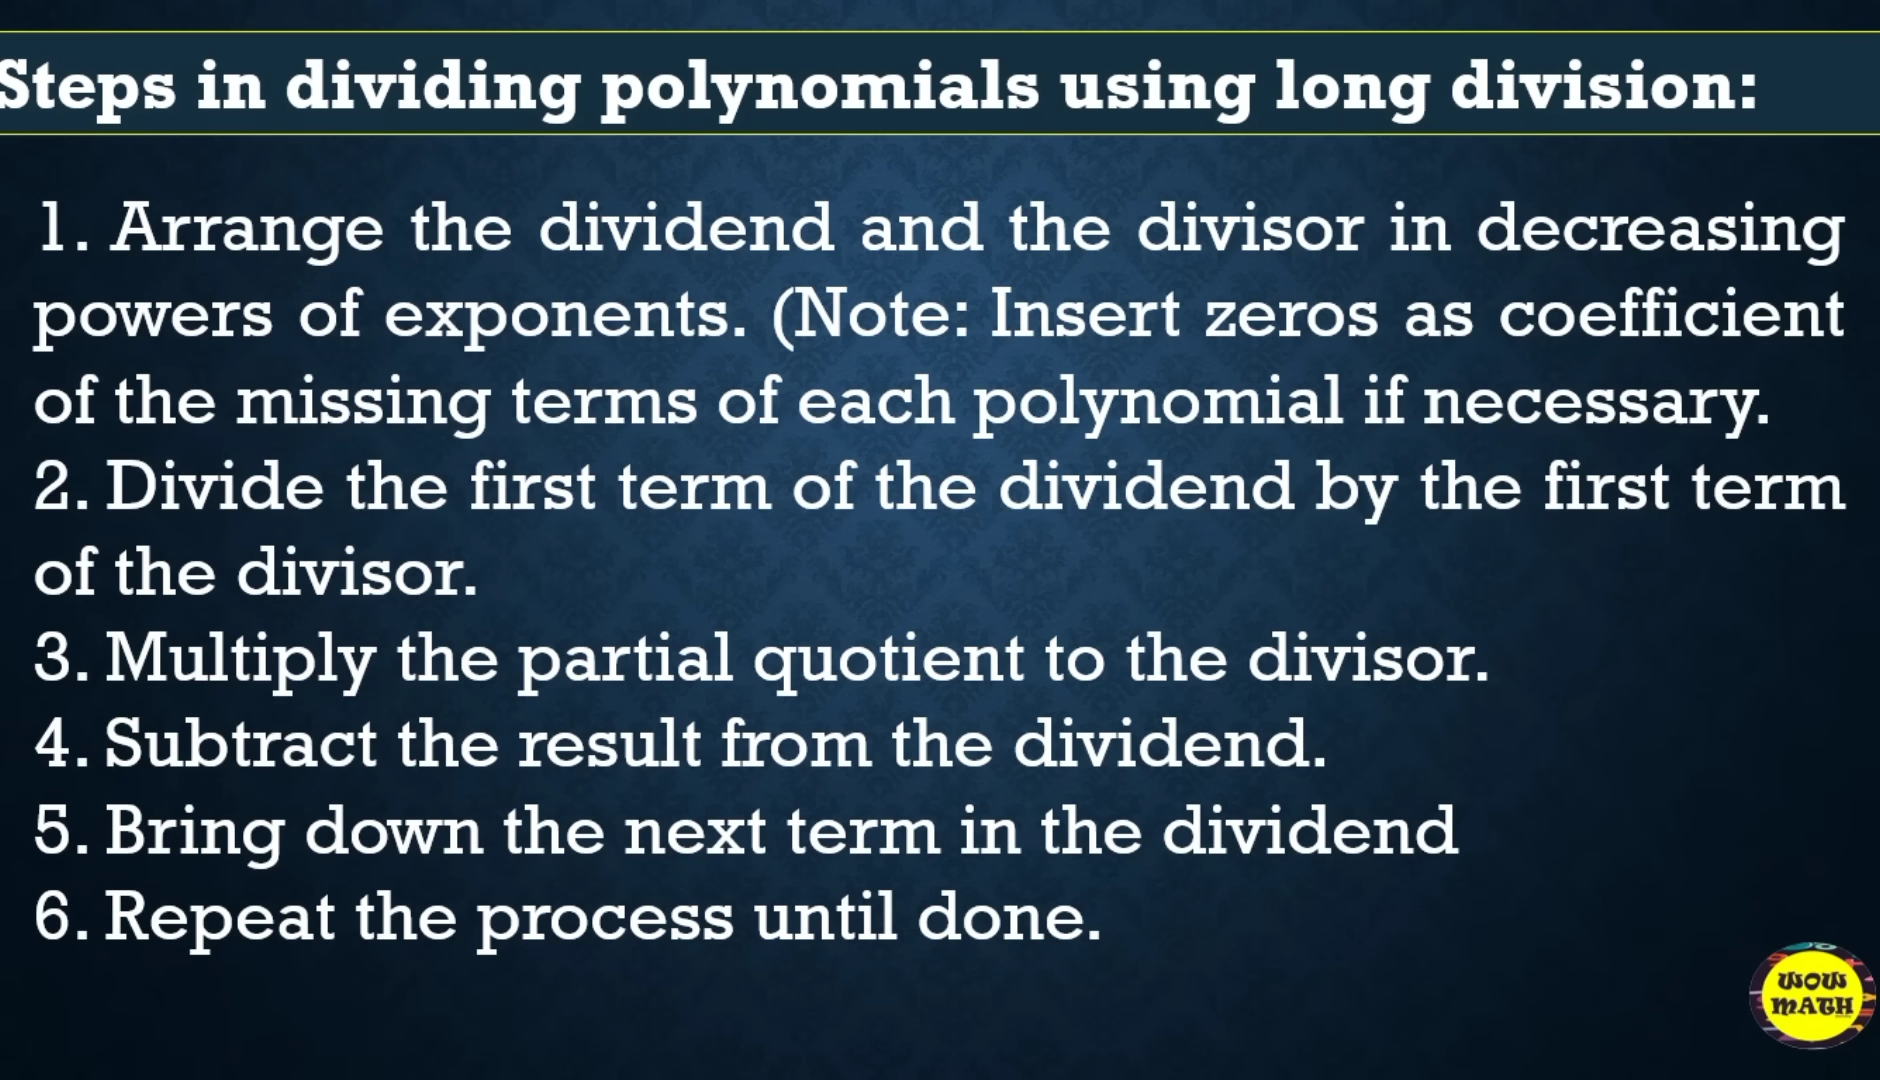 Steps in dividing polynomials using long division:
1. Arrange the dividend and the divisor in decreasing
powers of exponents. (Note: Insert zeros as coefficient
of the missing terms of each polynomial if necessary.
2. Divide the first term of the dividend by the first term
of the divisor.
3. Multiply the partial quotient to the divisor.
4. Subtract the result from the dividend.
5. Bring down the next term in the dividend
6. Repeat the process until done.
WOW
MATH